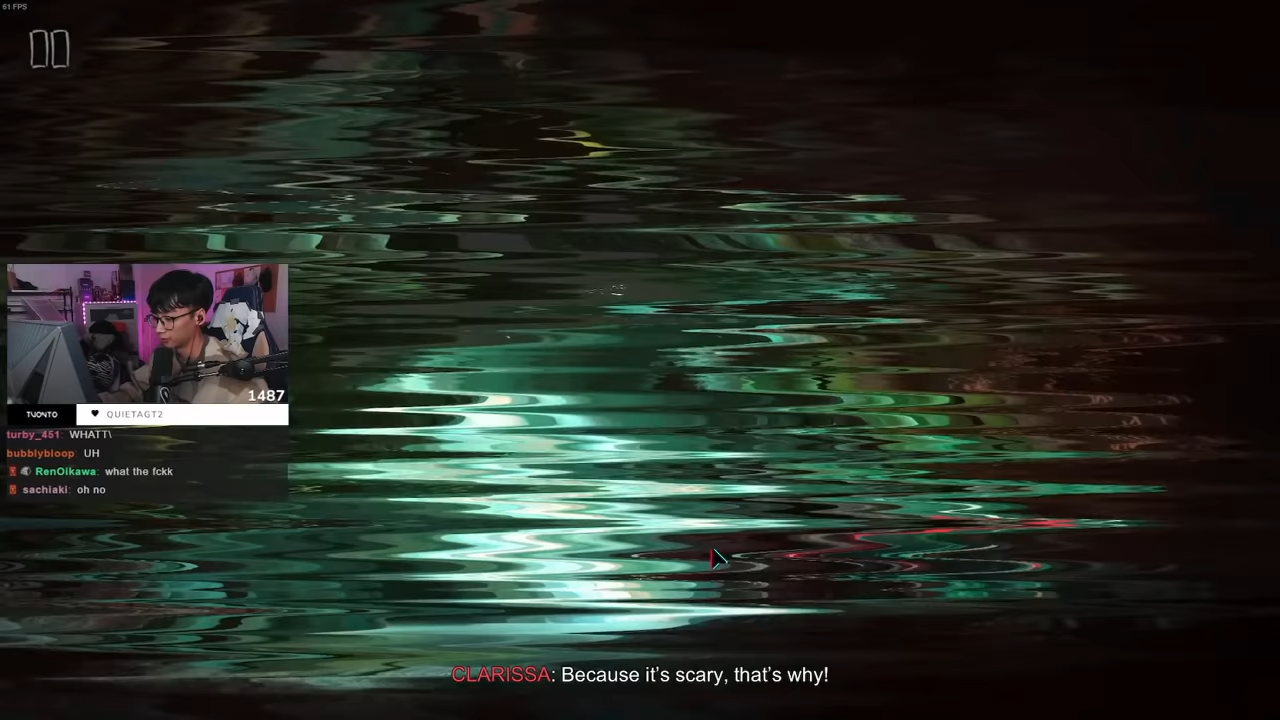 61 FPS
1487
TUONTO
QUIETAGT2
turby_451: WHATT\
bubblybloop UH
RenOikawa: what the fckk
sachiaki: oh no
CLARISSA: Because it's scary, that's why!